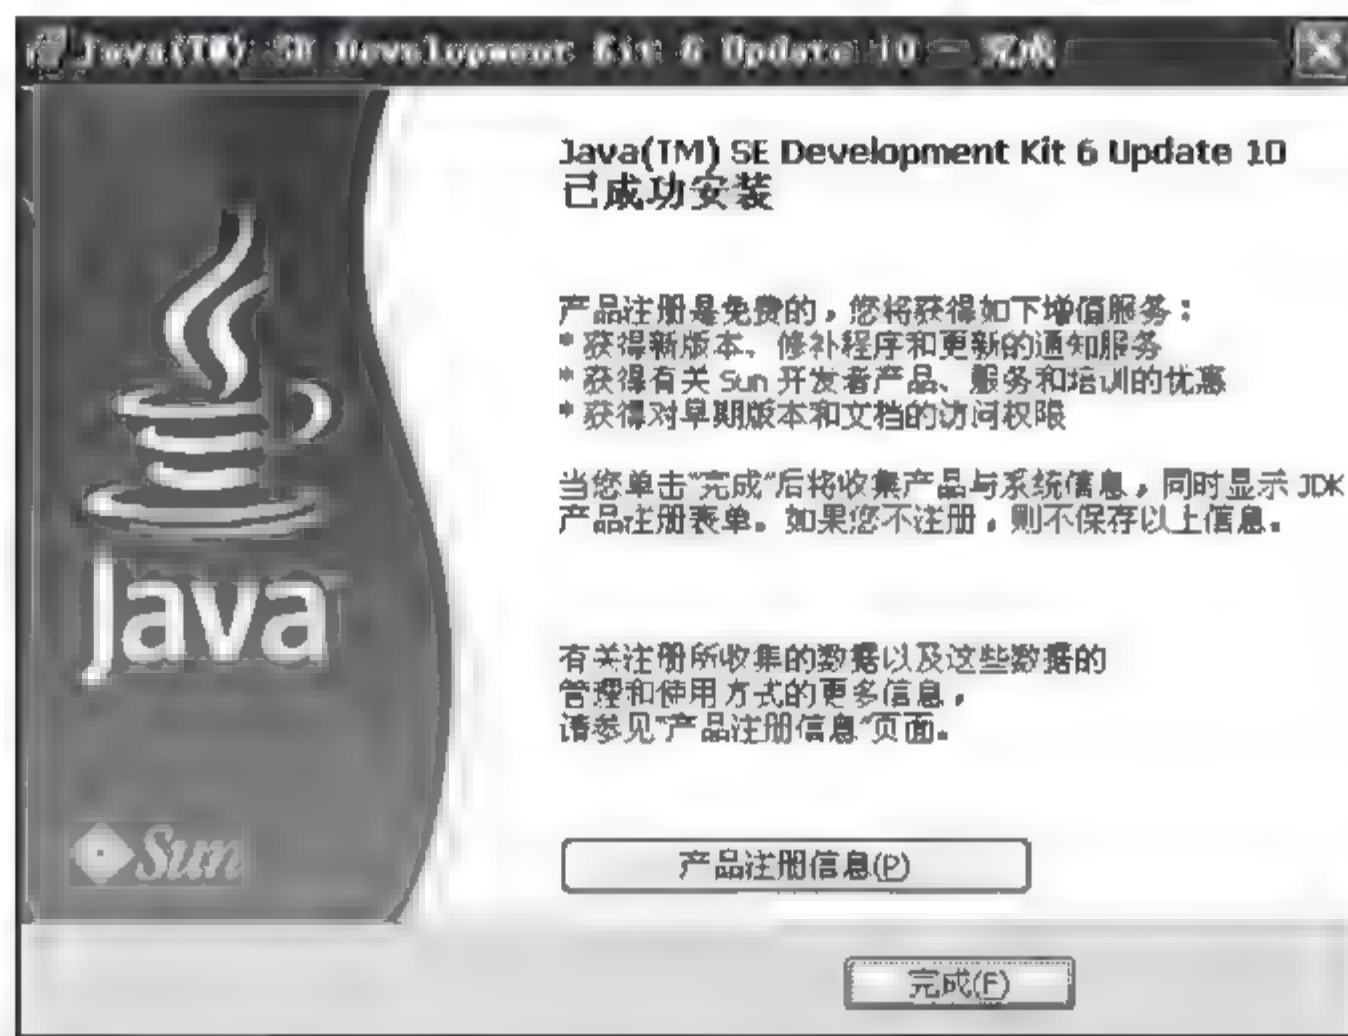 Java(TM) SE Development Kit 6 Update 10 - 完成
Java(TM) SE Development Kit 6 Update 10
已成功安装
产品注册是免费的，您将获得如下增值服务：
* 获得新版本、修补程序和更新的通知服务
* 获得有关 Sun 开发者产品、服务和培训的优惠
* 获得对早期版本和文档的访问权限
当您单击"完成"后将收集产品与系统信息，同时显示 JDK
产品注册表单。如果您不注册，则不保存以上信息。
Java
有关注册所收集的数据以及这些数据的
管理和使用方式的更多信息，
请参见"产品注册信息"页面。
Sun
产品注册信息(P)
完成(F)